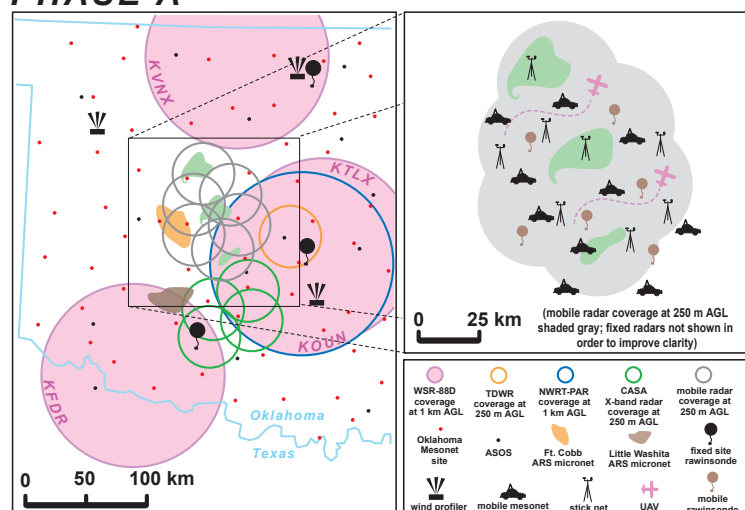 PHASE A
KVNX
KTLX
KOUN
KFDR
Oklahoma
Texas
0 50 100 km
(mobile radar coverage at 250 m AGL
shaded gray; fixed radars not shown in
order to improve clarity)
0 25 km
WSR-88D
coverage
at 1 km AGL
TDWR
coverage at
250 m AGL
NWRT-PAR
coverage at
1 km AGL
CASA
X-band radar
coverage at
250 m AGL
mobile radar
coverage at
250 m AGL
Oklahoma
Mesonet
site
ASOS
Ft. Cobb
ARS micronet
Little Washita
ARS micronet
fixed site
rawinsonde
wind profiler
mobile mesonet
stick net
UAV
mobile
rawinsonde